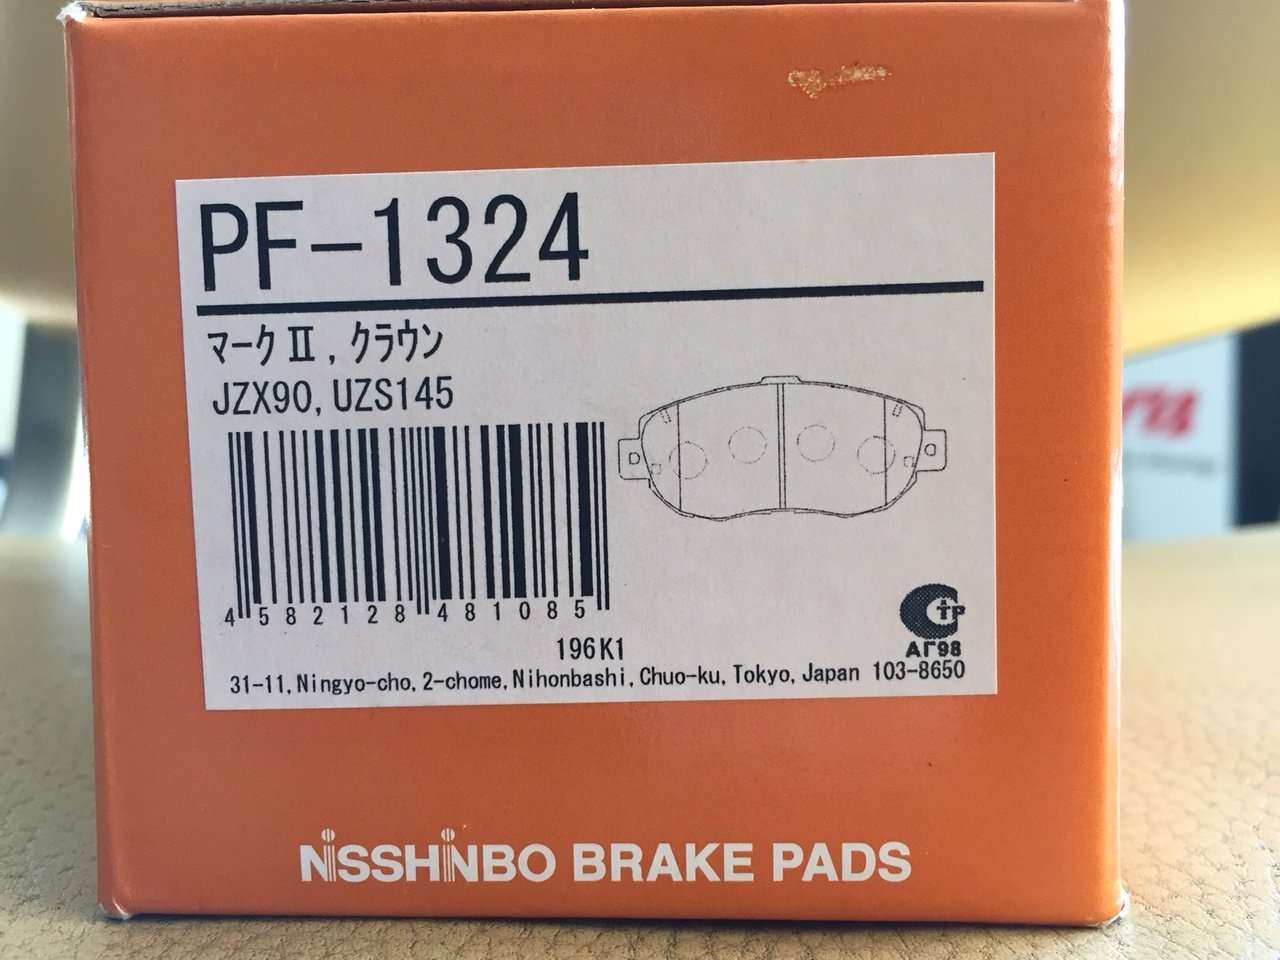 PF-1324
ﾏｰｸⅡ, ｸﾗｳﾝ
JZX90, UZS145
4 582128 481085
CTP
АГ98
196K1
31-11, Ningyo-cho, 2-chome, Nihonbashi, Chuo-ku, Tokyo, Japan 103-8650
NISSHINBO BRAKE PADS